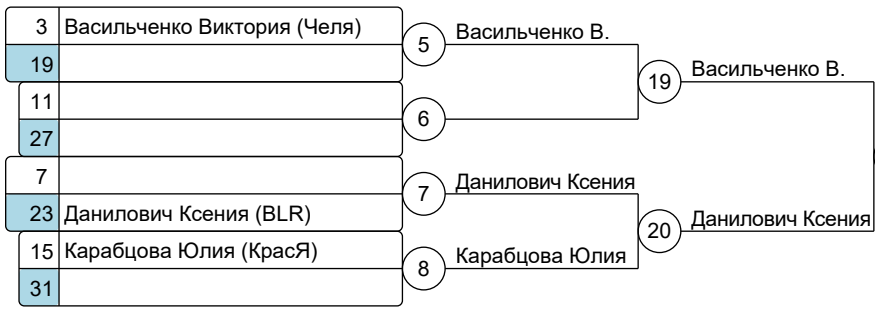 3 Васильченко Виктория (Челя)
5 Васильченко В.
19
19 Васильченко В.
11
6
27
7
7 Данилович Ксения
23 Данилович Ксения (BLR)
20 Данилович Ксения
15 Карабцова Юлия (КрасЯ)
8 Карабцова Юлия
31